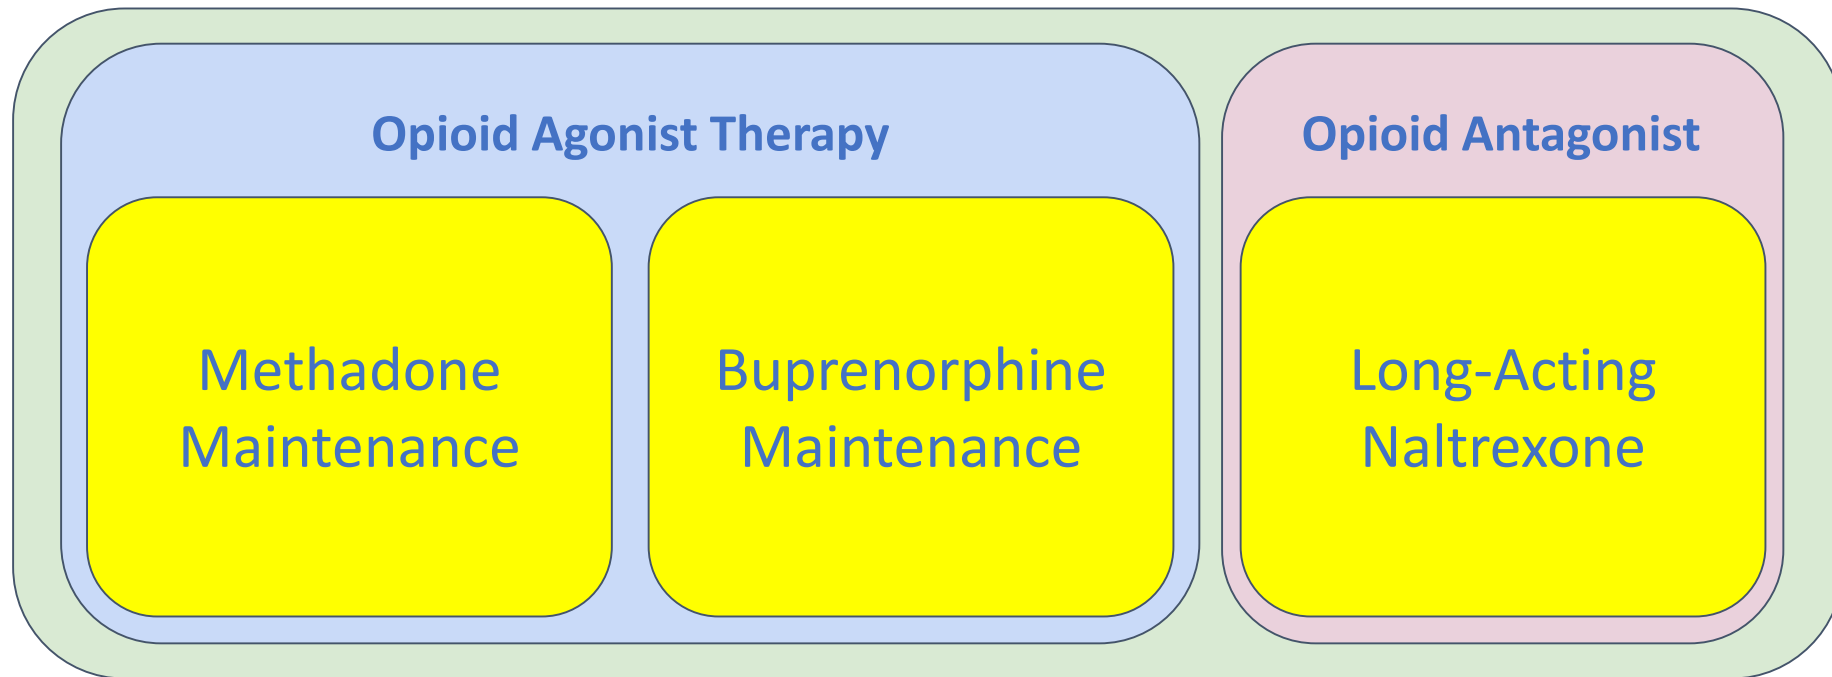 Opioid Agonist Therapy
Opioid Antagonist
Methadone
Maintenance
Buprenorphine
Maintenance
Long-Acting
Naltrexone